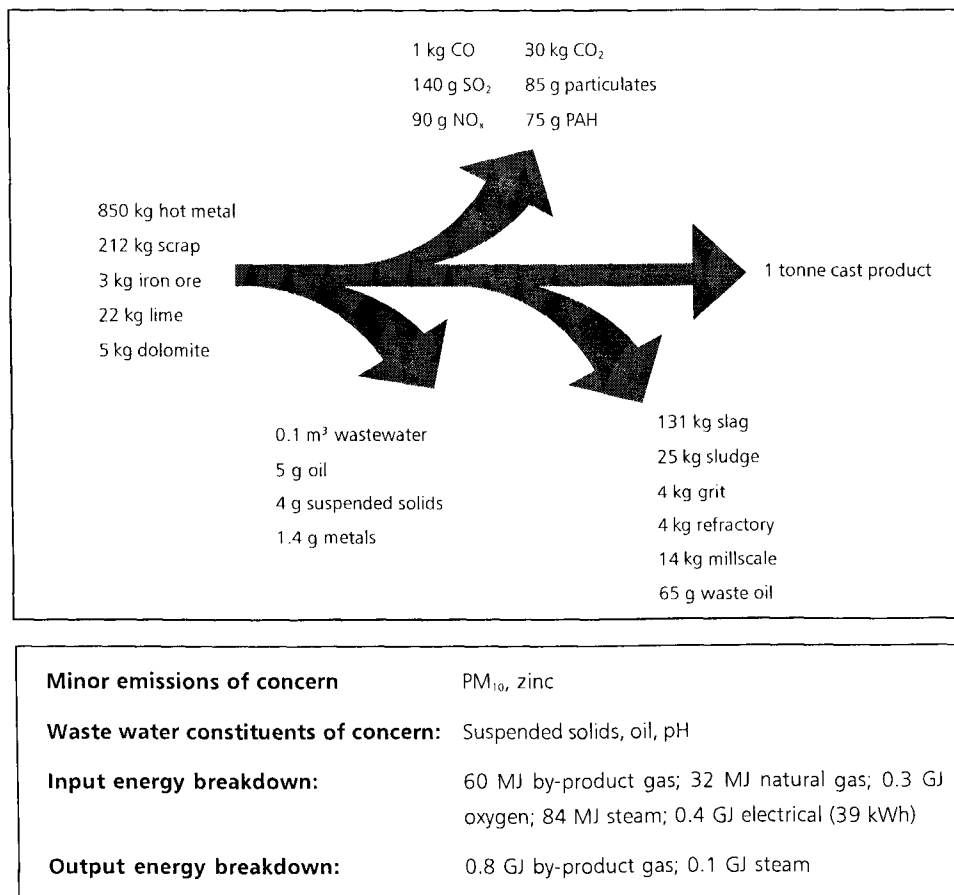 1 kg CO 30 kg CO₂
140 g SO₂ 85 g particulates
90 g NOₓ 75 g PAH
850 kg hot metal
212 kg scrap
3 kg iron ore
22 kg lime
5 kg dolomite
1 tonne cast product
0.1 m³ wastewater
5 g oil
4 g suspended solids
1.4 g metals
131 kg slag
25 kg sludge
4 kg grit
4 kg refractory
14 kg millscale
65 g waste oil
Minor emissions of concern PM₁₀, zinc
Waste water constituents of concern: Suspended solids, oil, pH
Input energy breakdown: 60 MJ by-product gas; 32 MJ natural gas; 0.3 GJ
oxygen; 84 MJ steam; 0.4 GJ electrical (39 kWh)
Output energy breakdown: 0.8 GJ by-product gas; 0.1 GJ steam